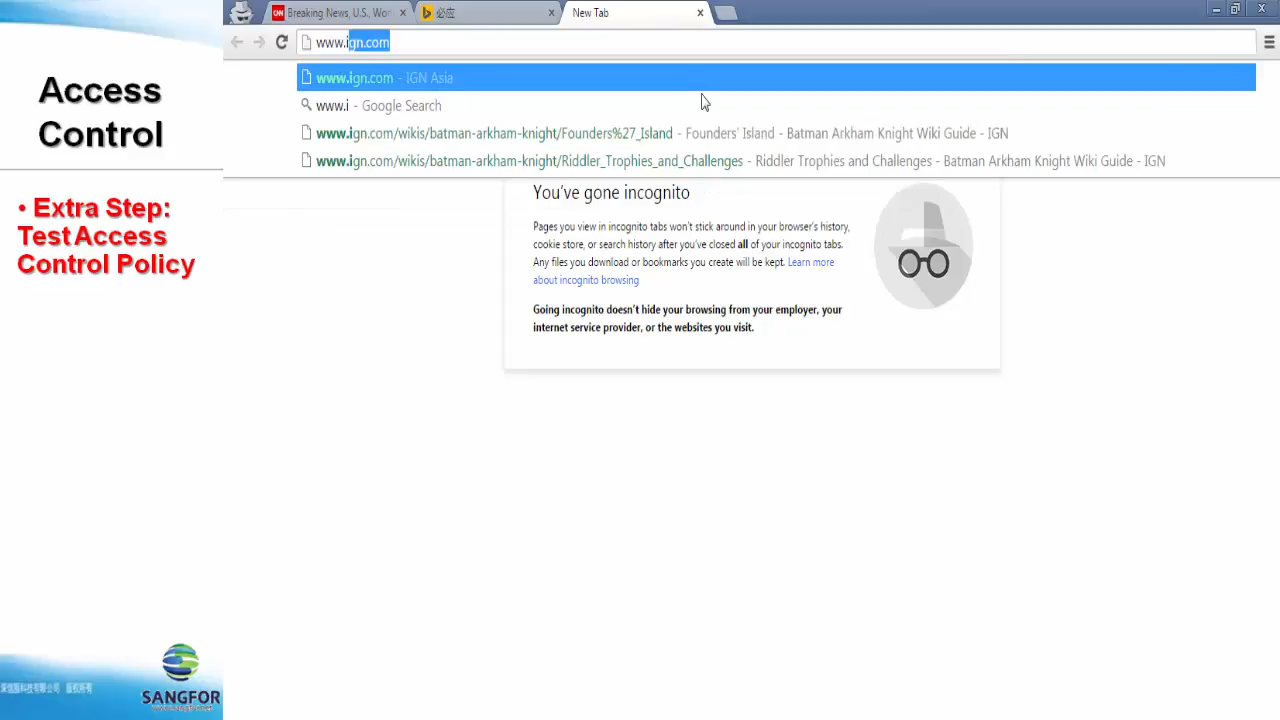 Access
Control
• Extra Step:
Test Access
Control Policy
SANGFOR
Breaking News, U.S., Wor
必应
New Tab
www.ign.com
www.ign.com - IGN Asia
www.i - Google Search
www.ign.com/wikis/batman-arkham-knight/Founders%27_Island - Founders' Island - Batman Arkham Knight Wiki Guide - IGN
www.ign.com/wikis/batman-arkham-knight/Riddler_Trophies_and_Challenges - Riddler Trophies and Challenges - Batman Arkham Knight Wiki Guide - IGN
You've gone incognito
Pages you view in incognito tabs won't stick around in your browser's history,
cookie store, or search history after you've closed all of your incognito tabs.
Any files you download or bookmarks you create will be kept. Learn more
about incognito browsing
Going incognito doesn't hide your browsing from your employer, your
internet service provider, or the websites you visit.